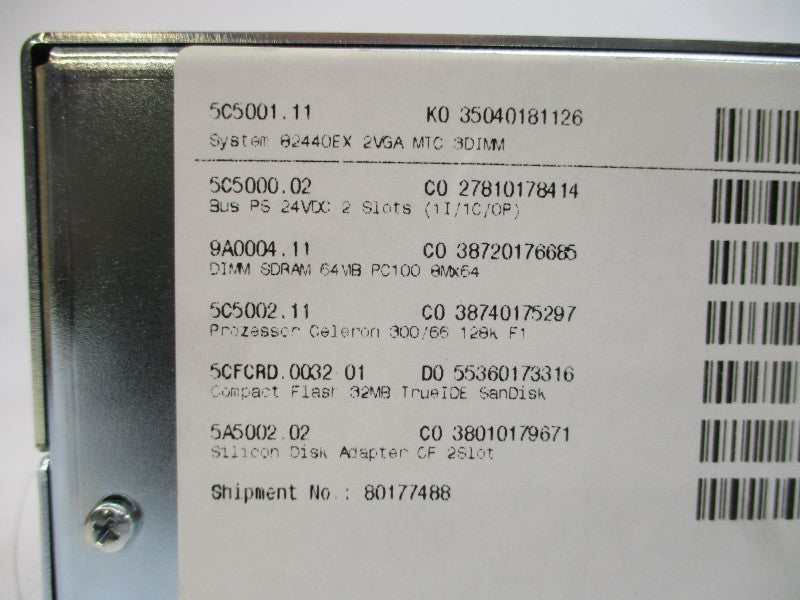 5C5001.11 K0 35040181126
System 82440EX 2VGA MTC 3DIMM
5C5000.02 C0 27810178414
Bus PS 24VDC 2 Slots (1I/1C/0P)
9A0004.11 C0 38720176685
DIMM SDRAM 64MB PC100 8MX64
5C5002.11 C0 38740175297
Prozessor Celeron 300/66 128k F1
5CFCRD.0032-01 D0 55360173316
Compact Flash 32MB TrueIDE SanDisk
5A5002.02 C0 38010179671
Silicon Disk Adapter CF 2Slot
Shipment No.: 80177488